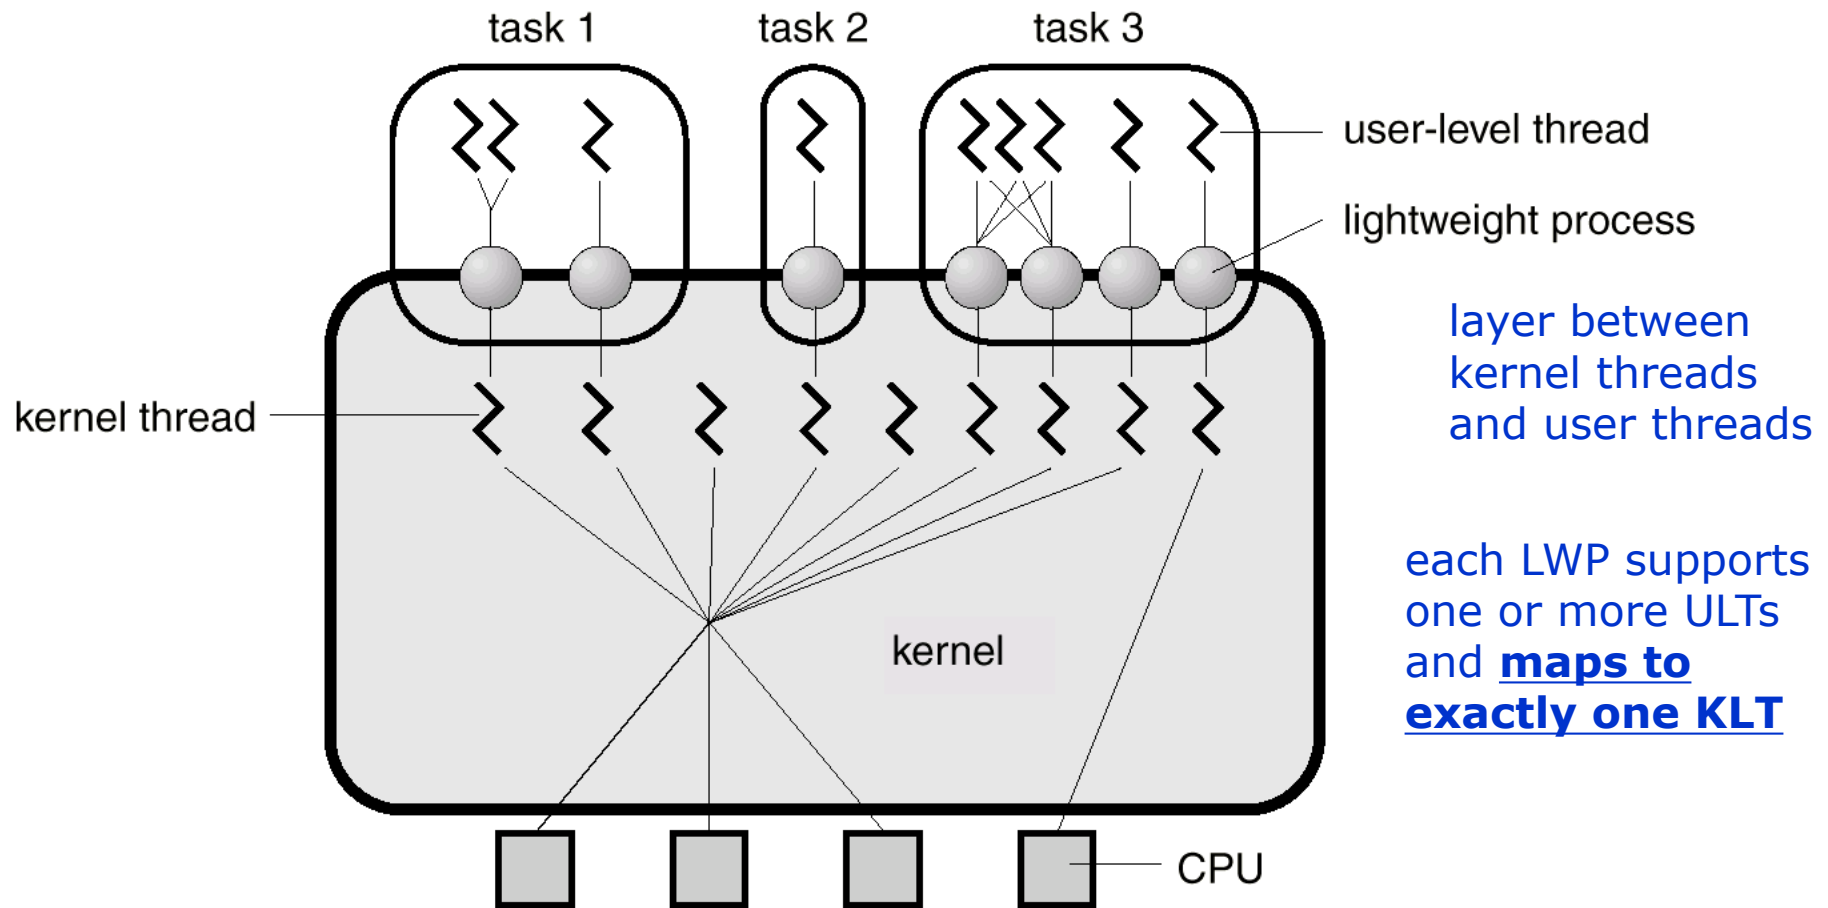 task 1
task 2
task 3
user-level thread
lightweight process
layer between
kernel threads
and user threads
kernel thread
each LWP supports
one or more ULTs
and maps to
exactly one KLT
kernel
CPU